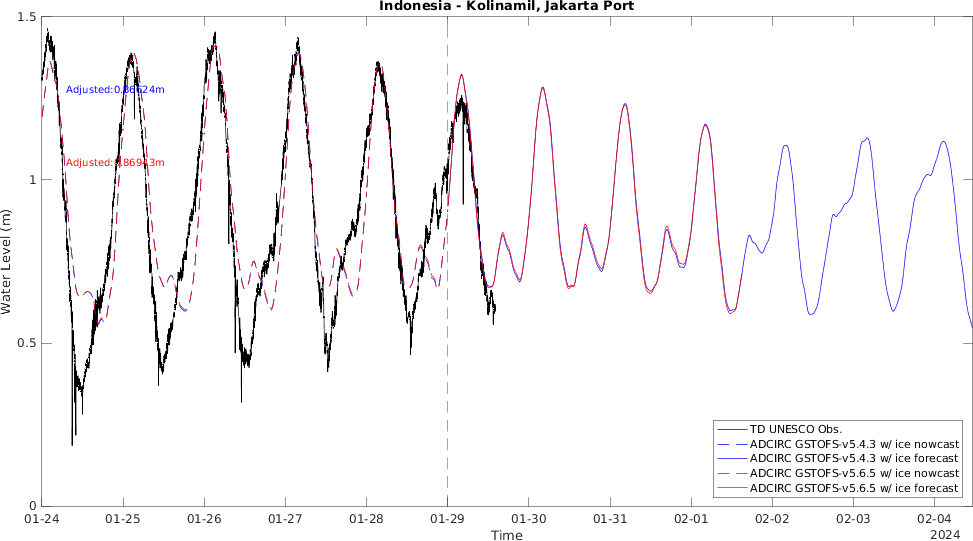 Indonesia - Kolinamil, Jakarta Port
1.5
1
0.5
0
Water Level (m)
Adjusted:0.86624m
Adjusted:0.86943m
TD UNESCO Obs.
ADCIRC GSTOFS-v5.4.3 w/ ice nowcast
ADCIRC GSTOFS-v5.4.3 w/ ice forecast
ADCIRC GSTOFS-v5.6.5 w/ ice nowcast
ADCIRC GSTOFS-v5.6.5 w/ ice forecast
01-24 01-25 01-26 01-27 01-28 01-29 01-30 01-31 02-01 02-02 02-03 02-04
Time
2024